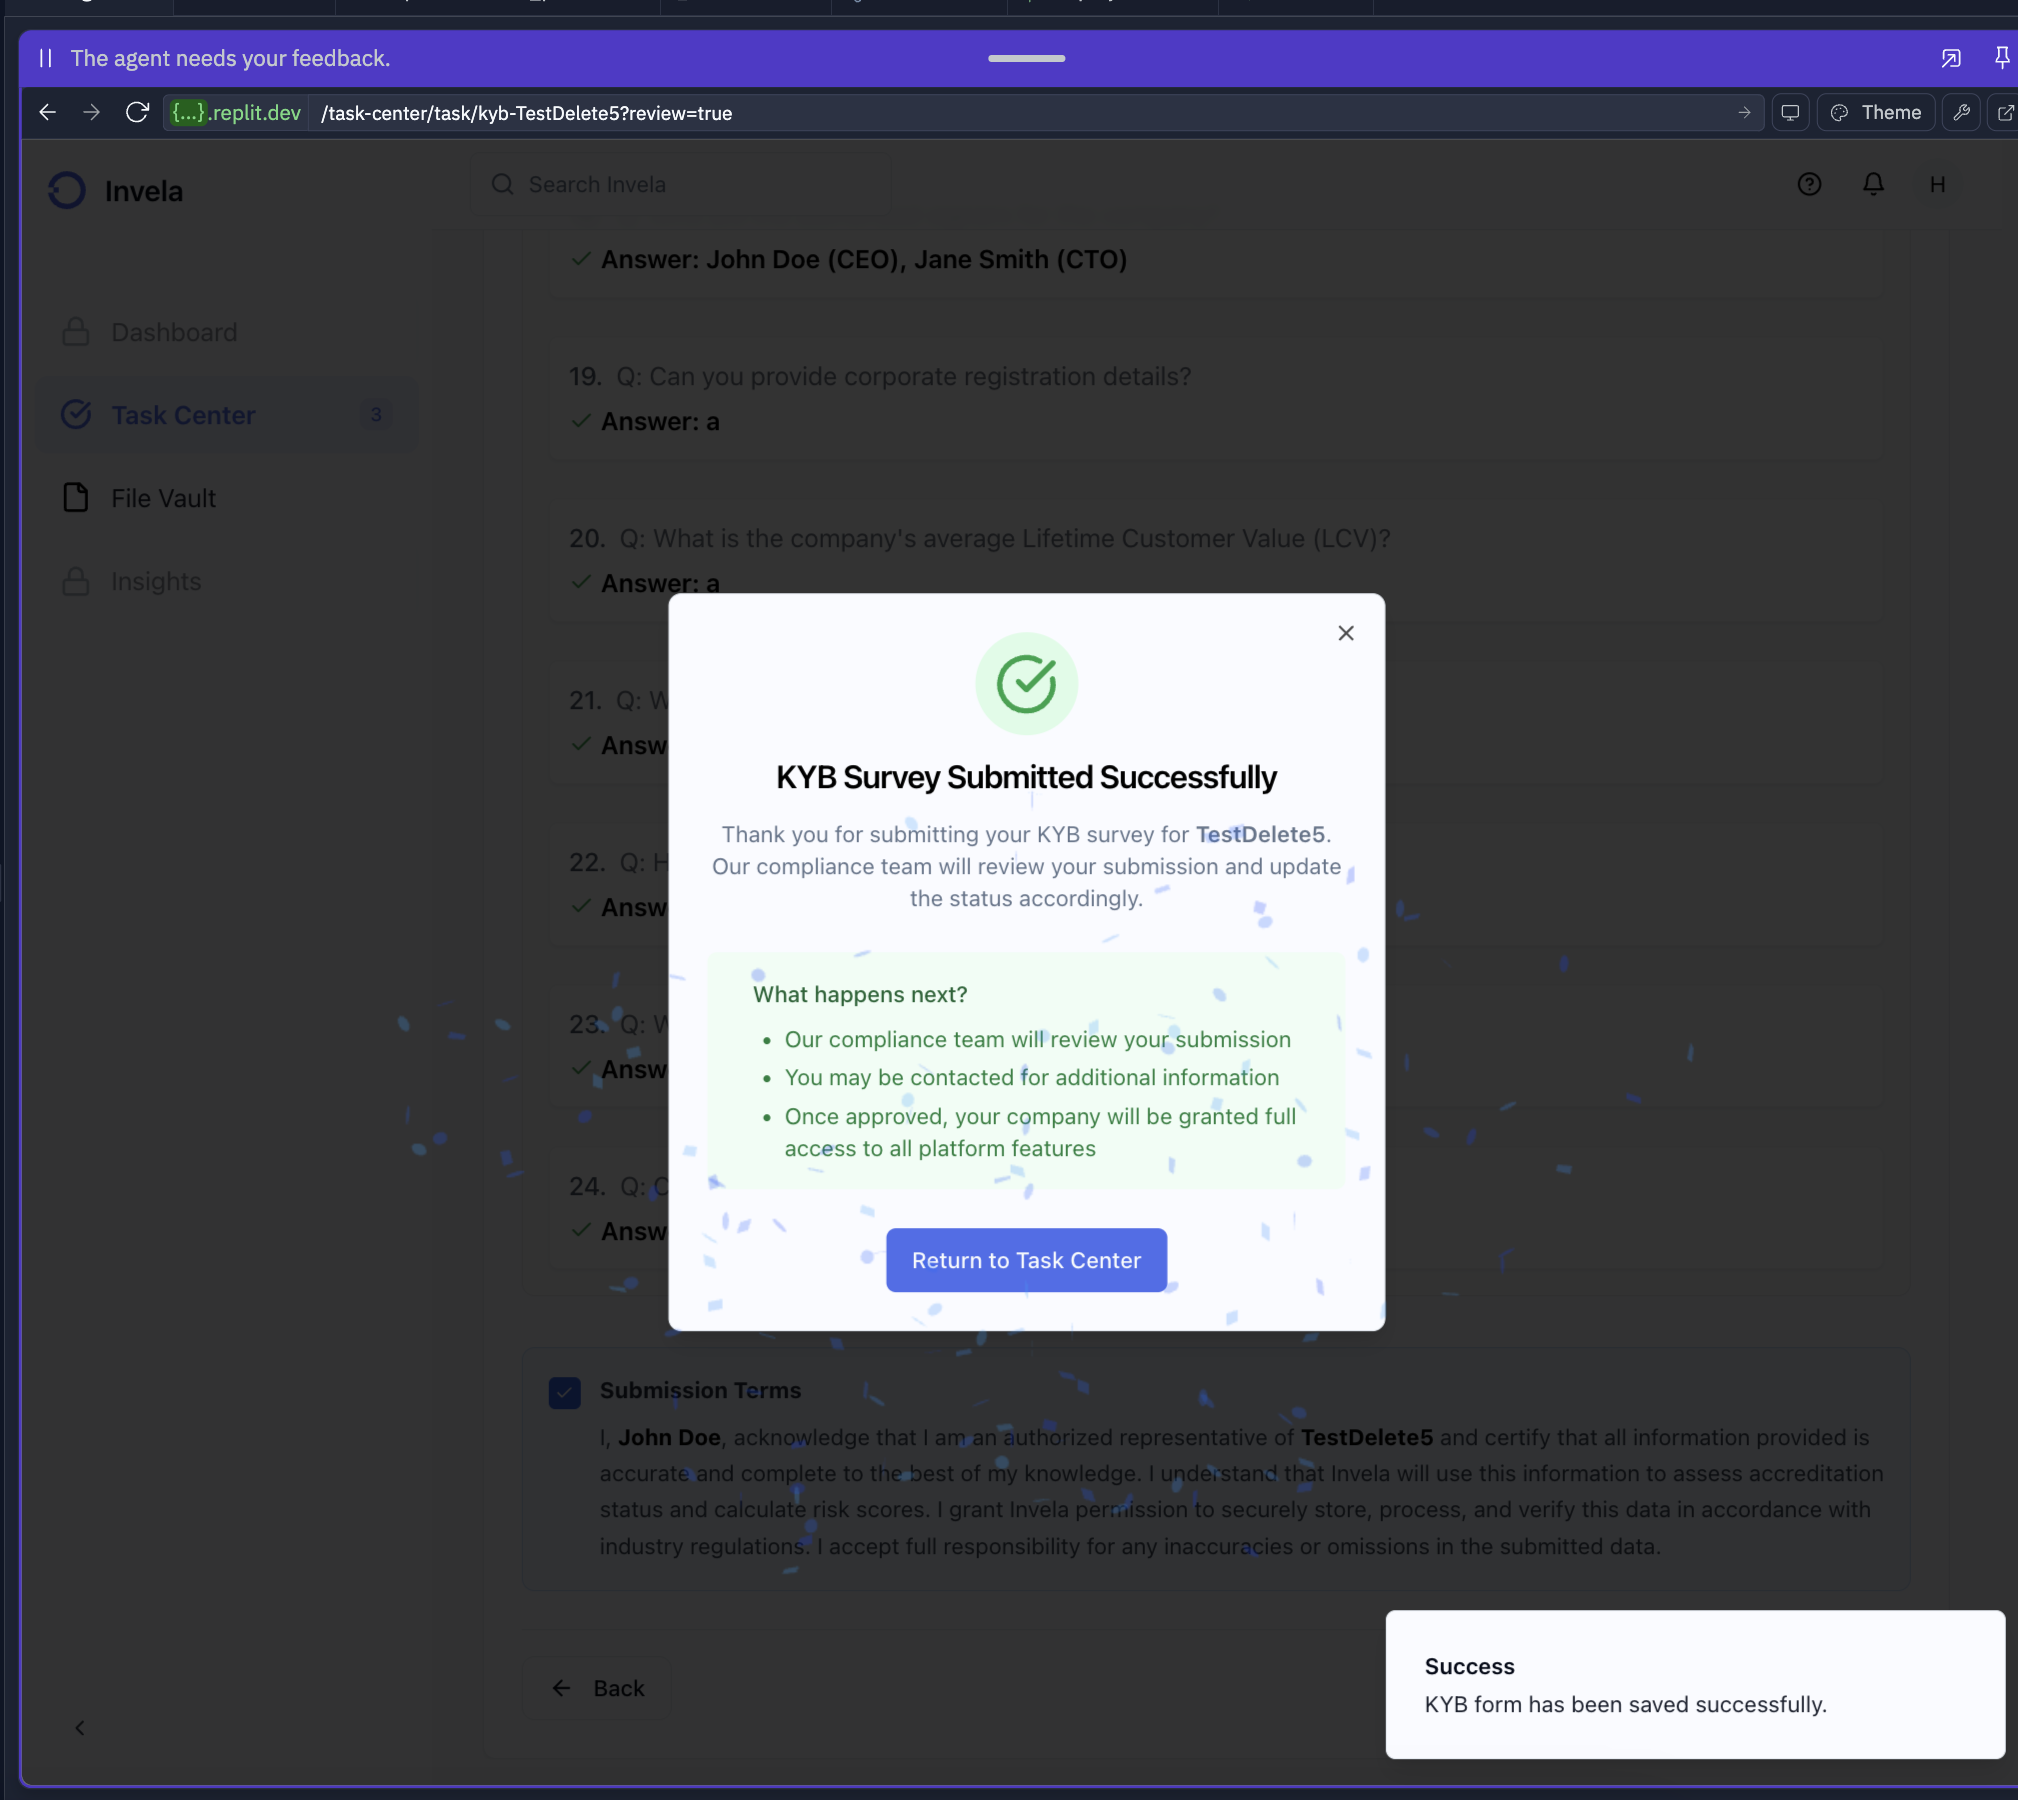 The agent needs your feedback.
{...}.replit.dev /task-center/task/kyb-TestDelete5?review=true
Theme
Invela
Search Invela
H
Dashboard
Task Center 3
File Vault
Insights
Answer: John Doe (CEO), Jane Smith (CTO)
19. Q: Can you provide corporate registration details?
Answer: a
20. Q: What is the company's average Lifetime Customer Value (LCV)?
Answer: a
21. Q: W
Answ
22. Q: H
Answ
23. Q: W
Answ
24. Q: C
Answ
KYB Survey Submitted Successfully
Thank you for submitting your KYB survey for TestDelete5.
Our compliance team will review your submission and update
the status accordingly.
What happens next?
• Our compliance team will review your submission
• You may be contacted for additional information
• Once approved, your company will be granted full
access to all platform features
Return to Task Center
Submission Terms
I, John Doe, acknowledge that I am an authorized representative of TestDelete5 and certify that all information provided is
accurate and complete to the best of my knowledge. I understand that Invela will use this information to assess accreditation
status and calculate risk scores. I grant Invela permission to securely store, process, and verify this data in accordance with
industry regulations. I accept full responsibility for any inaccuracies or omissions in the submitted data.
Back
Success
KYB form has been saved successfully.